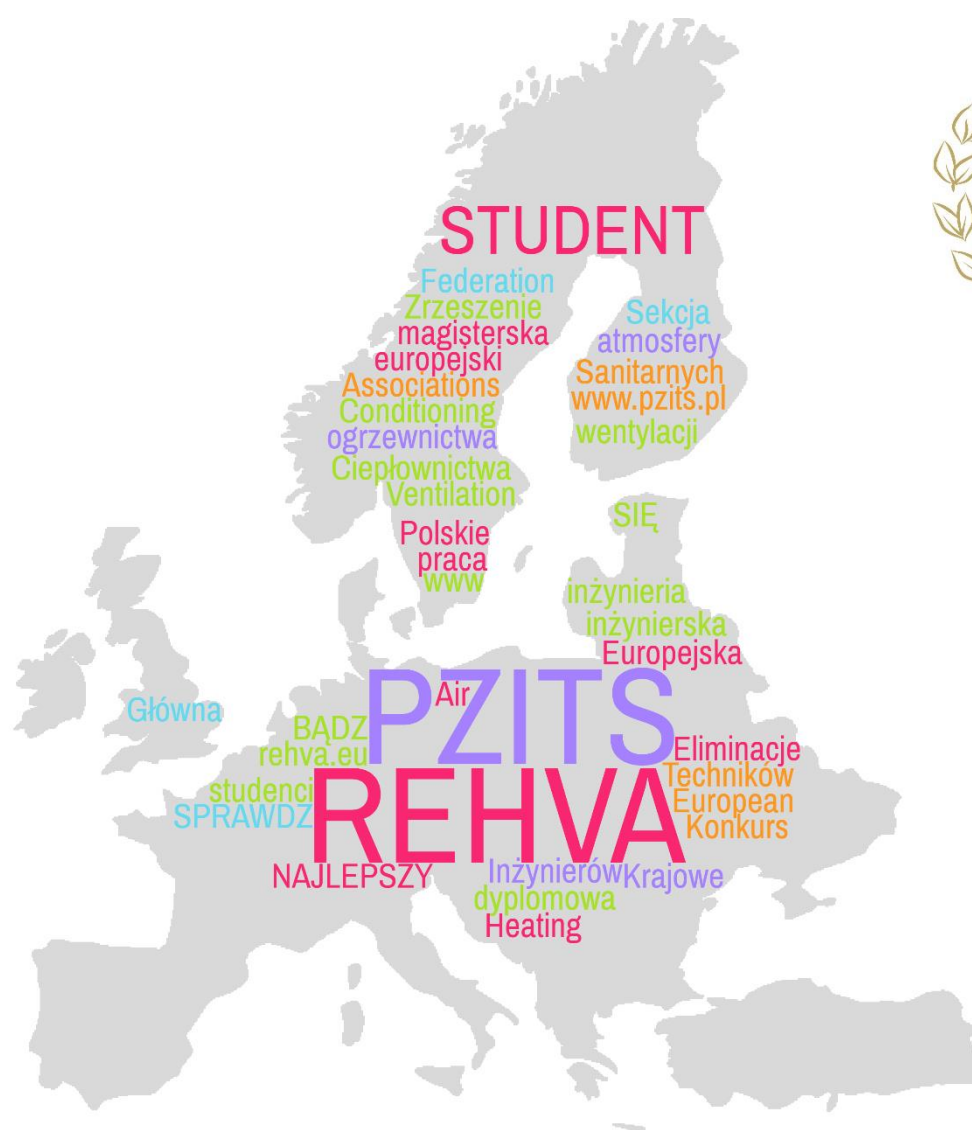 STUDENT
Federation
Zrzeszenie
magisterska
europejski
Associations
Conditioning
ogrzewnictwa
Ciepłownictwa
Ventilation
Polskie
praca
www
Sekcja
atmosfery
Sanitarnych
www.pzits.pl
wentylacji
SIĘ
inżynieria
inżynierska
Europejska
Główna
PZITS
Air
BĄDZ
rehva.eu
studenci
SPRAWDZ
REHVA
Eliminacje
Techników
European
Konkurs
NAJLEPSZY
Inżynierów
Krajowe
dyplomowa
Heating